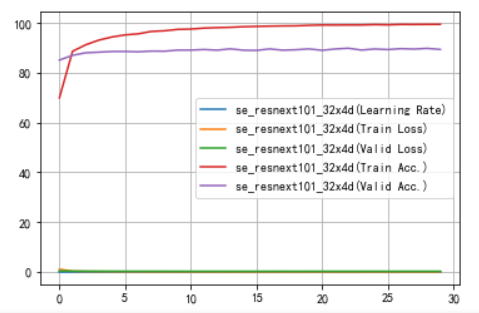 100
80
60
40
20
0
se_resnext101_32x4d(Learning Rate)
se_resnext101_32x4d(Train Loss)
se_resnext101_32x4d(Valid Loss)
se_resnext101_32x4d(Train Acc.)
se_resnext101_32x4d(Valid Acc.)
0 5 10 15 20 25 30